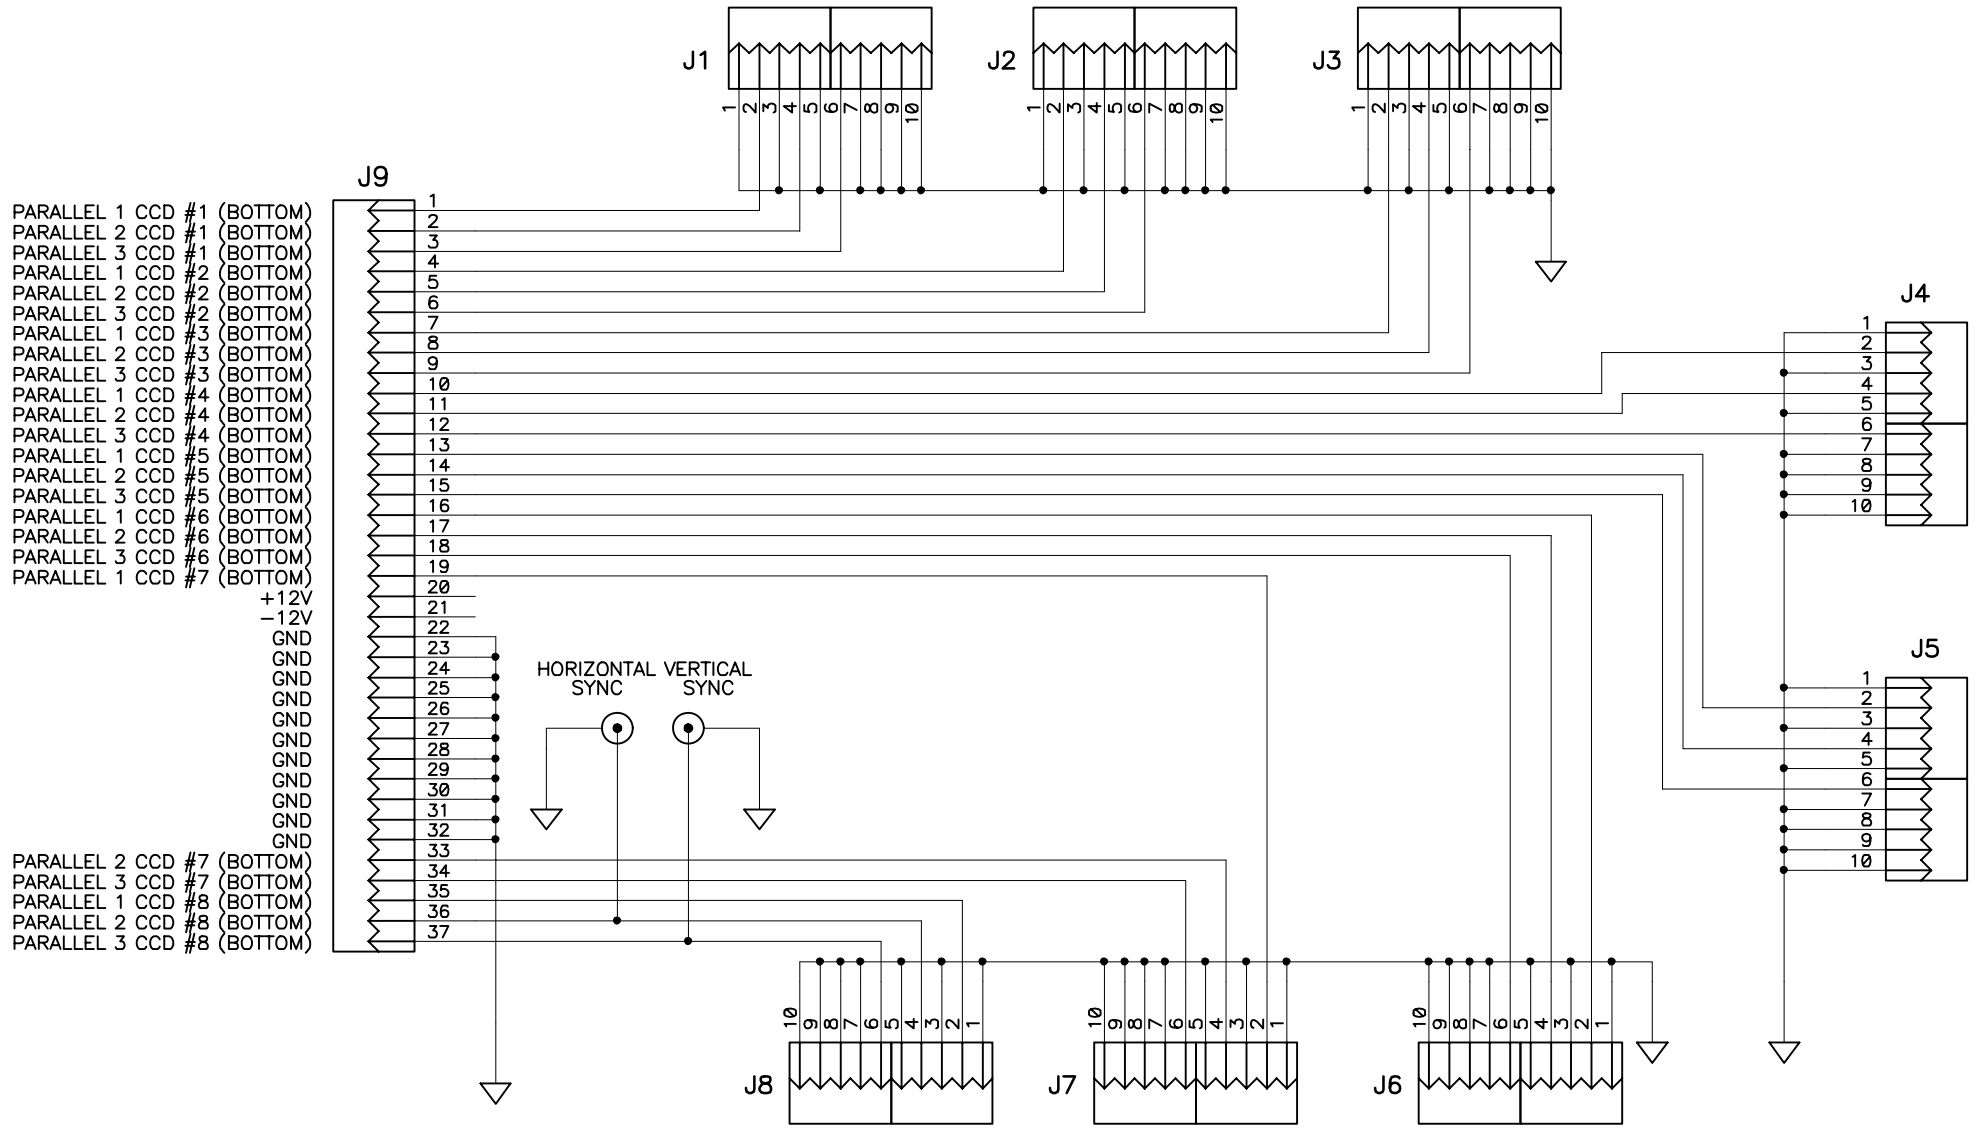 J1
1 2 3 4 5 6 7 8 9 10
J2
1 2 3 4 5 6 7 8 9 10
J3
1 2 3 4 5 6 7 8 9 10
J9
PARALLEL 1 CCD #1 (BOTTOM) 1
PARALLEL 2 CCD #1 (BOTTOM) 2
PARALLEL 3 CCD #1 (BOTTOM) 3
PARALLEL 1 CCD #2 (BOTTOM) 4
PARALLEL 2 CCD #2 (BOTTOM) 5
PARALLEL 3 CCD #2 (BOTTOM) 6
PARALLEL 1 CCD #3 (BOTTOM) 7
PARALLEL 2 CCD #3 (BOTTOM) 8
PARALLEL 3 CCD #3 (BOTTOM) 9
PARALLEL 1 CCD #4 (BOTTOM) 10
PARALLEL 2 CCD #4 (BOTTOM) 11
PARALLEL 3 CCD #4 (BOTTOM) 12
PARALLEL 1 CCD #5 (BOTTOM) 13
PARALLEL 2 CCD #5 (BOTTOM) 14
PARALLEL 3 CCD #5 (BOTTOM) 15
PARALLEL 1 CCD #6 (BOTTOM) 16
PARALLEL 2 CCD #6 (BOTTOM) 17
PARALLEL 3 CCD #6 (BOTTOM) 18
PARALLEL 1 CCD #7 (BOTTOM) 19
+12V 20
−12V 21
GND 22
GND 23
GND 24
GND 25
GND 26
GND 27
GND 28
GND 29
GND 30
GND 31
GND 32
PARALLEL 2 CCD #7 (BOTTOM) 33
PARALLEL 3 CCD #7 (BOTTOM) 34
PARALLEL 1 CCD #8 (BOTTOM) 35
PARALLEL 2 CCD #8 (BOTTOM) 36
PARALLEL 3 CCD #8 (BOTTOM) 37
HORIZONTAL
SYNC
VERTICAL
SYNC
J4
1
2
3
4
5
6
7
8
9
10
J5
1
2
3
4
5
6
7
8
9
10
10 9 8 7 6 5 4 3 2 1
J8
10 9 8 7 6 5 4 3 2 1
J7
10 9 8 7 6 5 4 3 2 1
J6